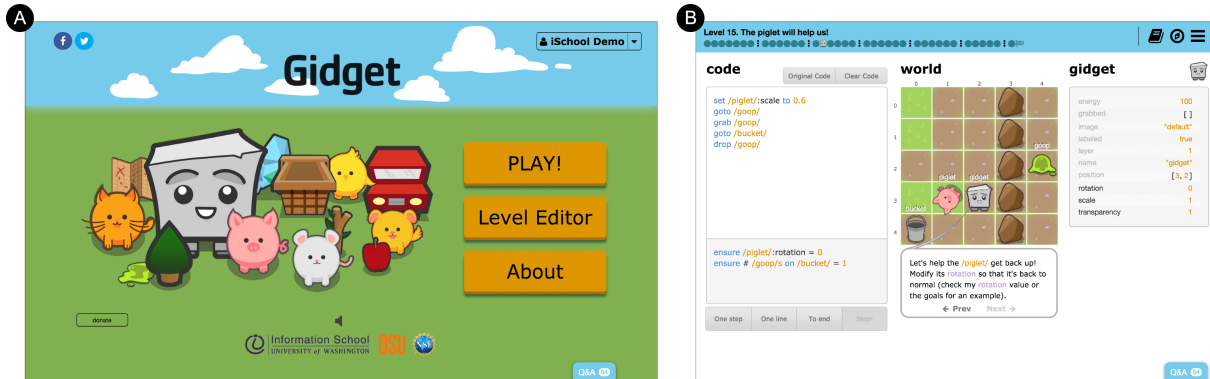 A
iSchool Demo
Gidget
PLAY!
Level Editor
About
donate
Information School
UNIVERSITY of WASHINGTON
OSU
NSF
Q&A 54
B
Level 15. The piglet will help us!
code
Original Code
Clear Code
set /piglet/:scale to 0.6
goto /goop/
grab /goop/
goto /bucket/
drop /goop/
ensure /piglet/:rotation = 0
ensure # /goop/s on /bucket/ = 1
One step
One line
To end
Stop!
world
0 1 2 3 4
0
1
2
3
4
goop
piglet
gidget
bucket
Let's help the /piglet/ get back up!
Modify its rotation so that it's back to
normal (check my rotation value or
the goals for an example).
← Prev Next →
gidget
energy 100
grabbed [ ]
image "default"
labeled true
layer 1
name "gidget"
position [3, 2]
rotation 0
scale 1
transparency 1
Q&A 54